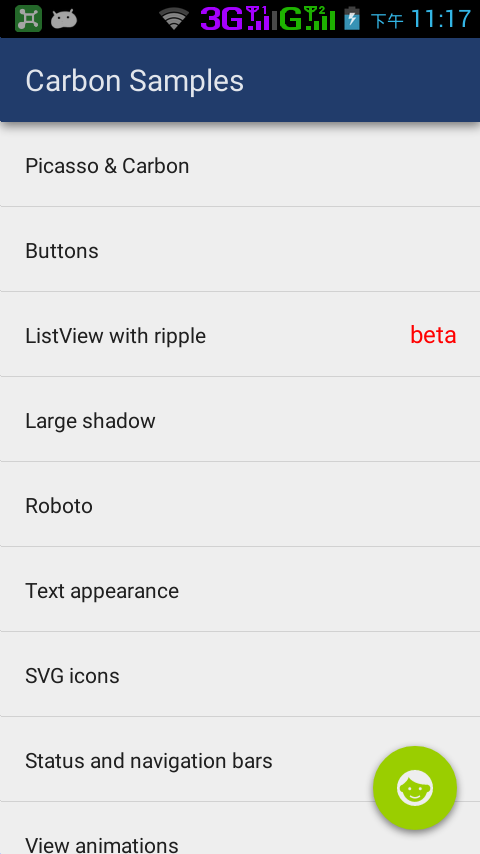 3G 1 G 2 下午 11:17
Carbon Samples
Picasso & Carbon
Buttons
ListView with ripple beta
Large shadow
Roboto
Text appearance
SVG icons
Status and navigation bars
View animations